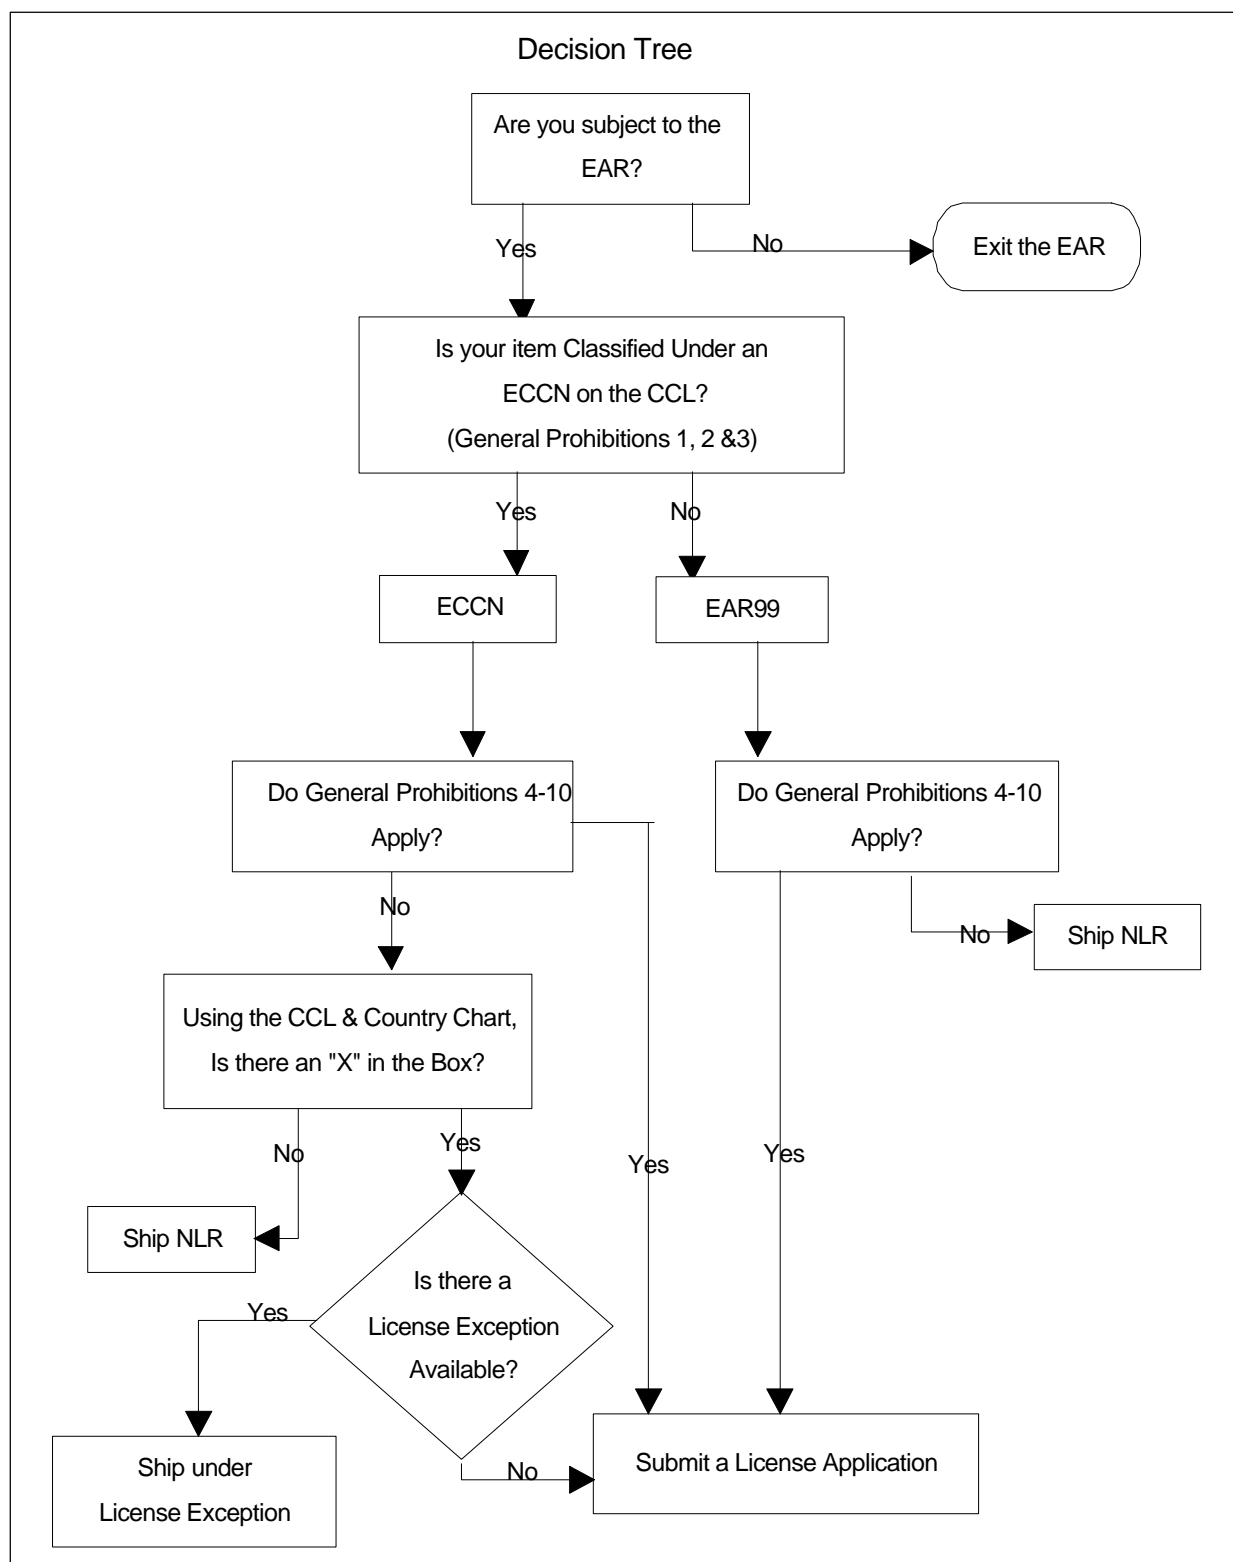 Decision Tree
Are you subject to the
EAR?
Yes
No
Exit the EAR
Is your item Classified Under an
ECCN on the CCL?
(General Prohibitions 1, 2 &3)
Yes
No
ECCN
EAR99
Do General Prohibitions 4-10
Apply?
Do General Prohibitions 4-10
Apply?
No
No
Ship NLR
Using the CCL & Country Chart,
Is there an "X" in the Box?
No
Yes
Yes
Yes
Ship NLR
Is there a
License Exception
Available?
Yes
Ship under
License Exception
No
Submit a License Application